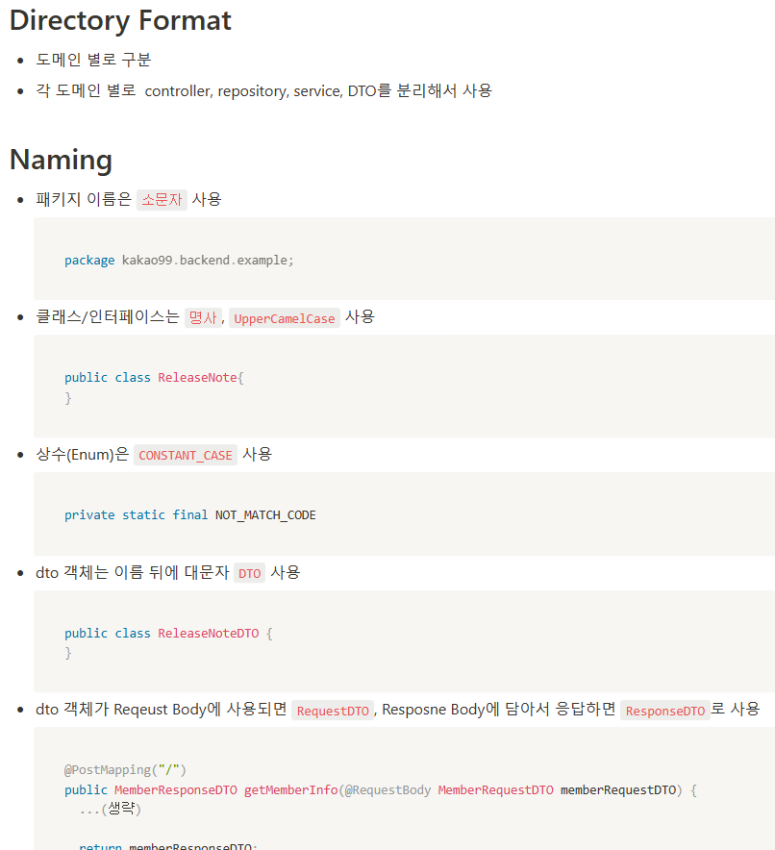 Directory Format
도메인 별로 구분
각 도메인 별로 controller, repository, service, DTO를 분리해서 사용
Naming
패키지 이름은 소문자 사용
package kakao99.backend.example;
클래스/인터페이스는 명사, UpperCamelCase 사용
public class ReleaseNote{
}
상수(Enum)은 CONSTANT_CASE 사용
private static final NOT_MATCH_CODE
dto 객체는 이름 뒤에 대문자 DTO 사용
public class ReleaseNoteDTO {
}
dto 객체가 Reqeust Body에 사용되면 RequestDTO, Resposne Body에 담아서 응답하면 ResponseDTO로 사용
@PostMapping("/")
public MemberResponseDTO getMemberInfo(@RequestBody MemberRequestDTO memberRequestDTO) {
...(생략)
return memberResponseDTO;